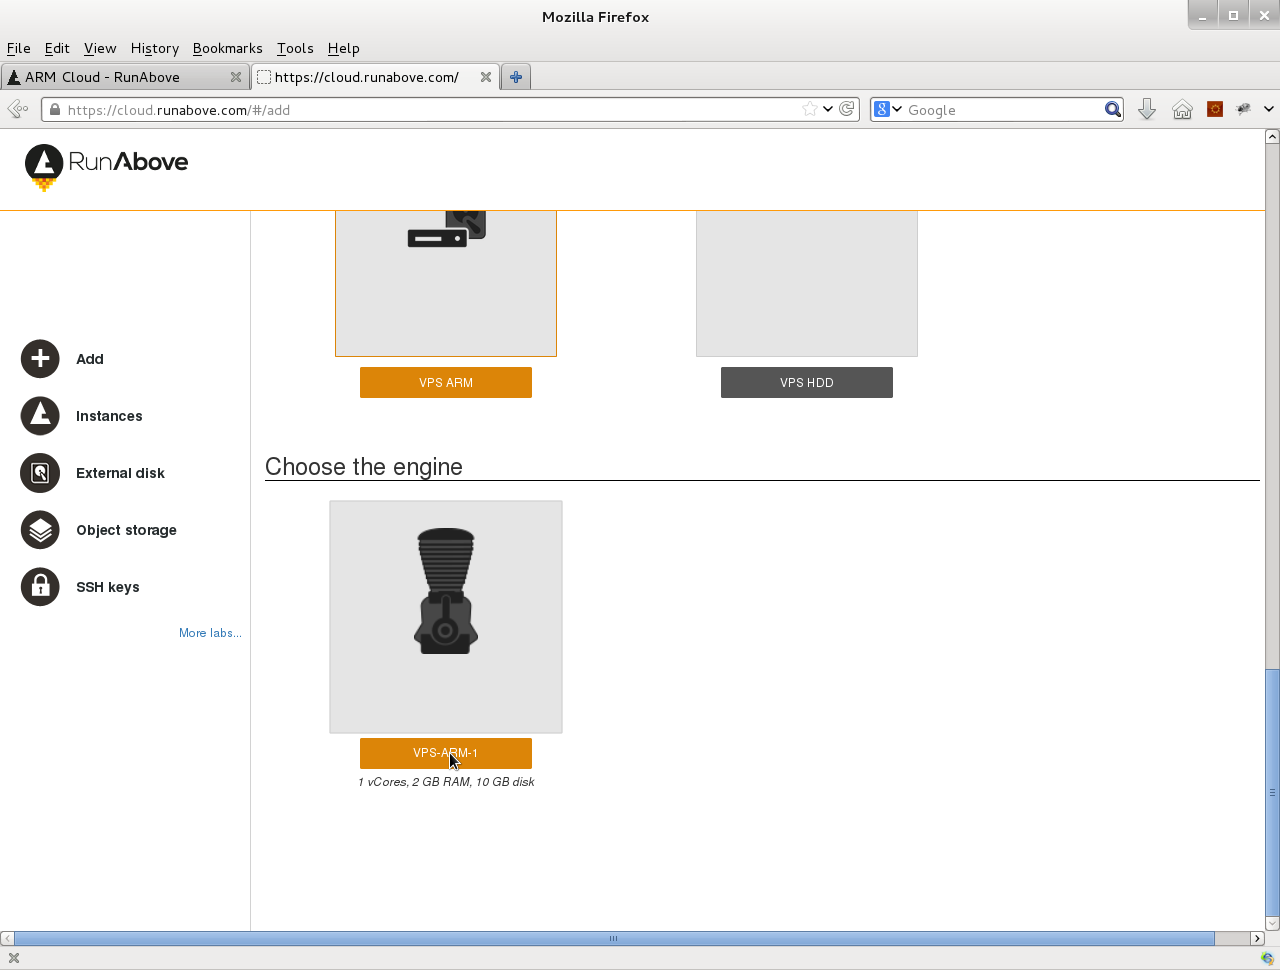 Mozilla Firefox
File Edit View History Bookmarks Tools Help
ARM Cloud - RunAbove
https://cloud.runabove.com/
https://cloud.runabove.com/#/add
8 Google
RunAbove
VPS ARM
VPS HDD
Add
Instances
External disk
Object storage
SSH keys
More labs...
Choose the engine
VPS-ARM-1
1 vCores, 2 GB RAM, 10 GB disk